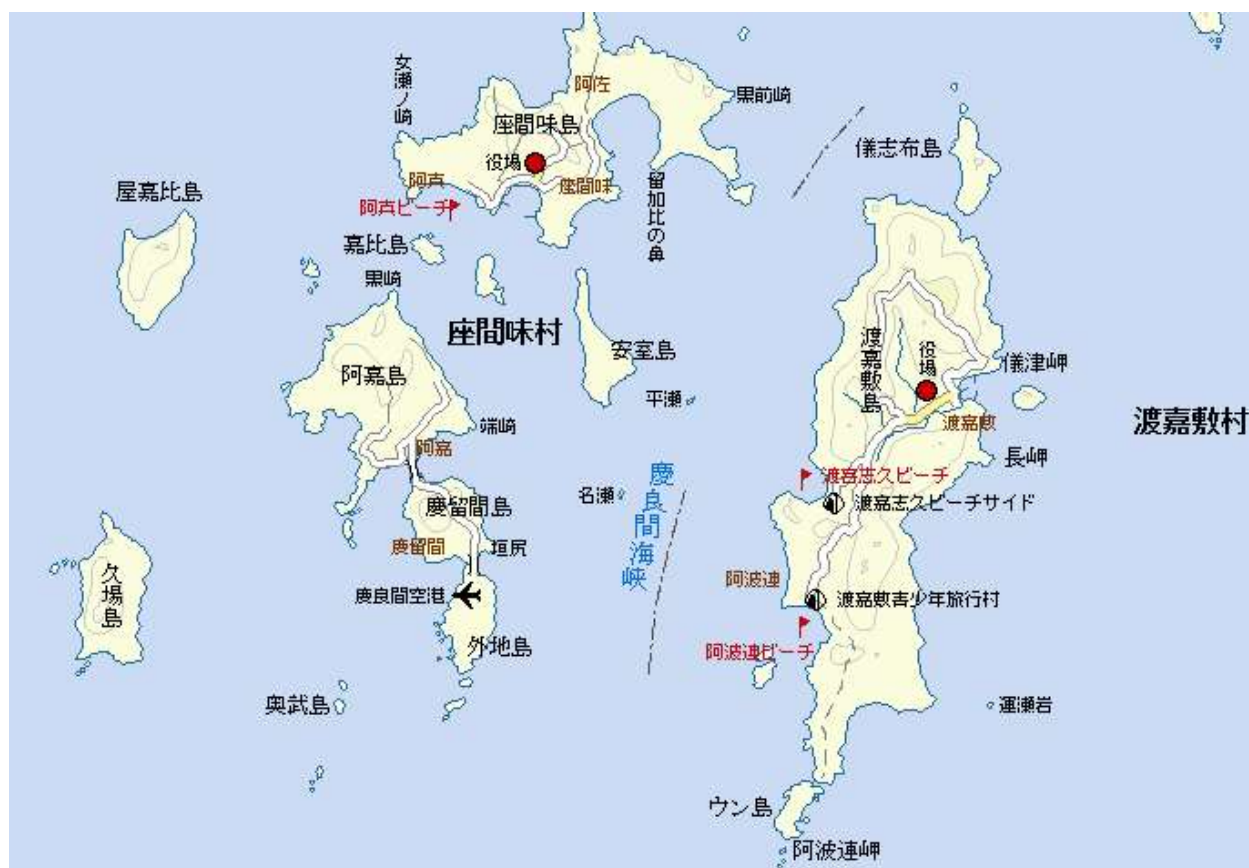 女瀬ノ崎
阿佐
黒前崎
座間味島
役場
儀志布島
阿真
座間味
屋嘉比島
阿真ビーチ
留加比の鼻
嘉比島
黒崎
座間味村
安室島
渡嘉敷島
役場
儀津岬
阿嘉島
平瀬
渡嘉敷
渡嘉敷村
端崎
阿嘉
長岬
慶良間海峡
渡嘉志久ビーチ
名瀬
渡嘉志久ビーチサイド
慶留間島
慶留間
垣尻
久場島
阿波連
慶良間空港
渡嘉敷青少年旅行村
外地島
阿波連ビーチ
奥武島
運瀬岩
ウン島
阿波連岬